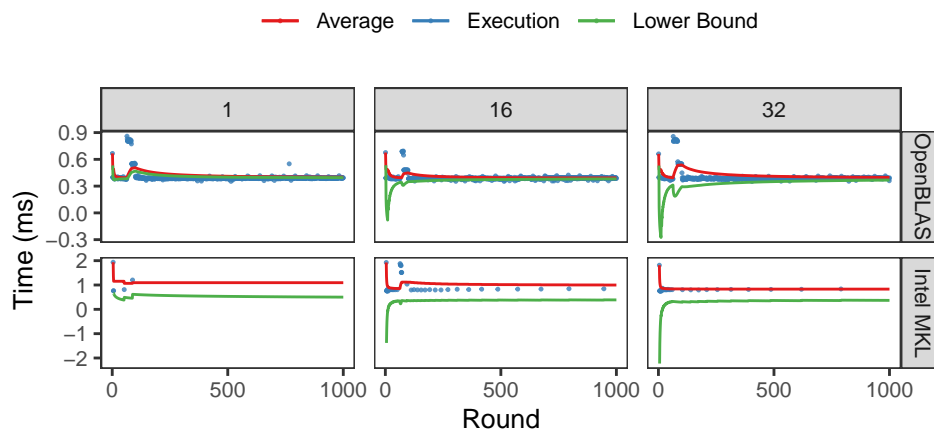 Average Execution Lower Bound
1 16 32
Time (ms)
0.9
0.6
0.3
0.0
−0.3
OpenBLAS
2
1
0
−1
−2
Intel MKL
0 500 1000 0 500 1000 0 500 1000
Round